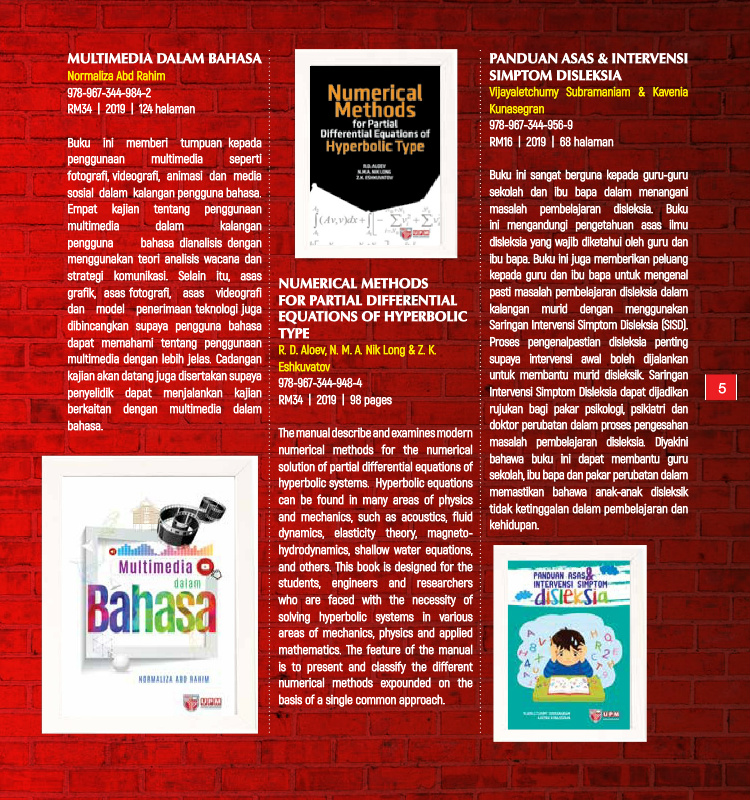 MULTIMEDIA DALAM BAHASA
Normaliza Abd Rahim
978-967-344-984-2
RM34 | 2019 | 124 halaman
Buku ini memberi tumpuan kepada
penggunaan multimedia seperti
fotografi, videografi, animasi dan media
sosial dalam kalangan pengguna bahasa.
Empat kajian tentang penggunaan
multimedia dalam kalangan
pengguna bahasa dianalisis dengan
menggunakan teori analisis wacana dan
strategi komunikasi. Selain itu, asas
grafik, asas fotografi, asas videografi
dan model penerimaan teknologi juga
dibincangkan supaya pengguna bahasa
dapat memahami tentang penggunaan
multimedia dengan lebih jelas. Cadangan
kajian akan datang juga disertakan supaya
penyelidik dapat menjalankan kajian
berkaitan dengan multimedia dalam
bahasa.
Multimedia
dalam
Bahasa
NORMALIZA ABD RAHIM
UPM
Numerical
Methods
for Partial
Differential Equations of
Hyperbolic Type
R.D. ALOEV
N.M.A. NIK LONG
Z.K. ESHKUVATOV
UPM
NUMERICAL METHODS
FOR PARTIAL DIFFERENTIAL
EQUATIONS OF HYPERBOLIC
TYPE
R. D. Aloev, N. M. A. Nik Long & Z. K.
Eshkuvatov
978-967-344-948-4
RM34 | 2019 | 98 pages
The manual describe and examines modern
numerical methods for the numerical
solution of partial differential equations of
hyperbolic systems. Hyperbolic equations
can be found in many areas of physics
and mechanics, such as acoustics, fluid
dynamics, elasticity theory, magneto-
hydrodynamics, shallow water equations,
and others. This book is designed for the
students, engineers and researchers
who are faced with the necessity of
solving hyperbolic systems in various
areas of mechanics, physics and applied
mathematics. The feature of the manual
is to present and classify the different
numerical methods expounded on the
basis of a single common approach.
PANDUAN ASAS & INTERVENSI
SIMPTOM DISLEKSIA
Vijayaletchumy Subramaniam & Kavenia
Kunasegran
978-967-344-956-9
RM16 | 2019 | 68 halaman
Buku ini sangat berguna kepada guru-guru
sekolah dan ibu bapa dalam menangani
masalah pembelajaran disleksia. Buku
ini mengandungi pengetahuan asas ilmu
disleksia yang wajib diketahui oleh guru dan
ibu bapa. Buku ini juga memberikan peluang
kepada guru dan ibu bapa untuk mengenal
pasti masalah pembelajaran disleksia dalam
kalangan murid dengan menggunakan
Saringan Intervensi Simptom Disleksia (SISD).
Proses pengenalpastian disleksia penting
supaya intervensi awal boleh dijalankan
untuk membantu murid disleksik. Saringan
Intervensi Simptom Disleksia dapat dijadikan
rujukan bagi pakar psikologi, psikiatri dan
doktor perubatan dalam proses pengesahan
masalah pembelajaran disleksia. Diyakini
bahawa buku ini dapat membantu guru
sekolah, ibu bapa dan pakar perubatan dalam
memastikan bahawa anak-anak disleksik
tidak ketinggalan dalam pembelajaran dan
kehidupan.
PANDUAN ASAS &
INTERVENSI SIMPTOM
disleksia
UPM
5